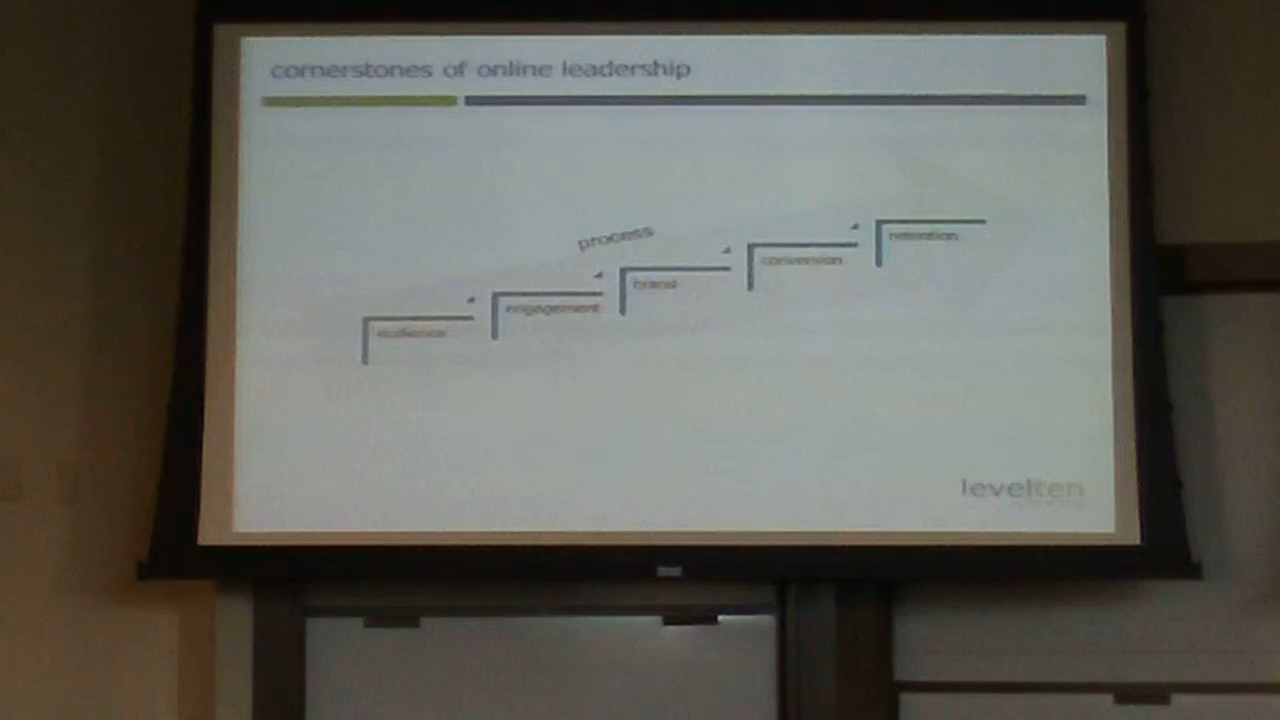 cornerstones of online leadership
process
retention
conversion
brand
engagement
audience
levelten